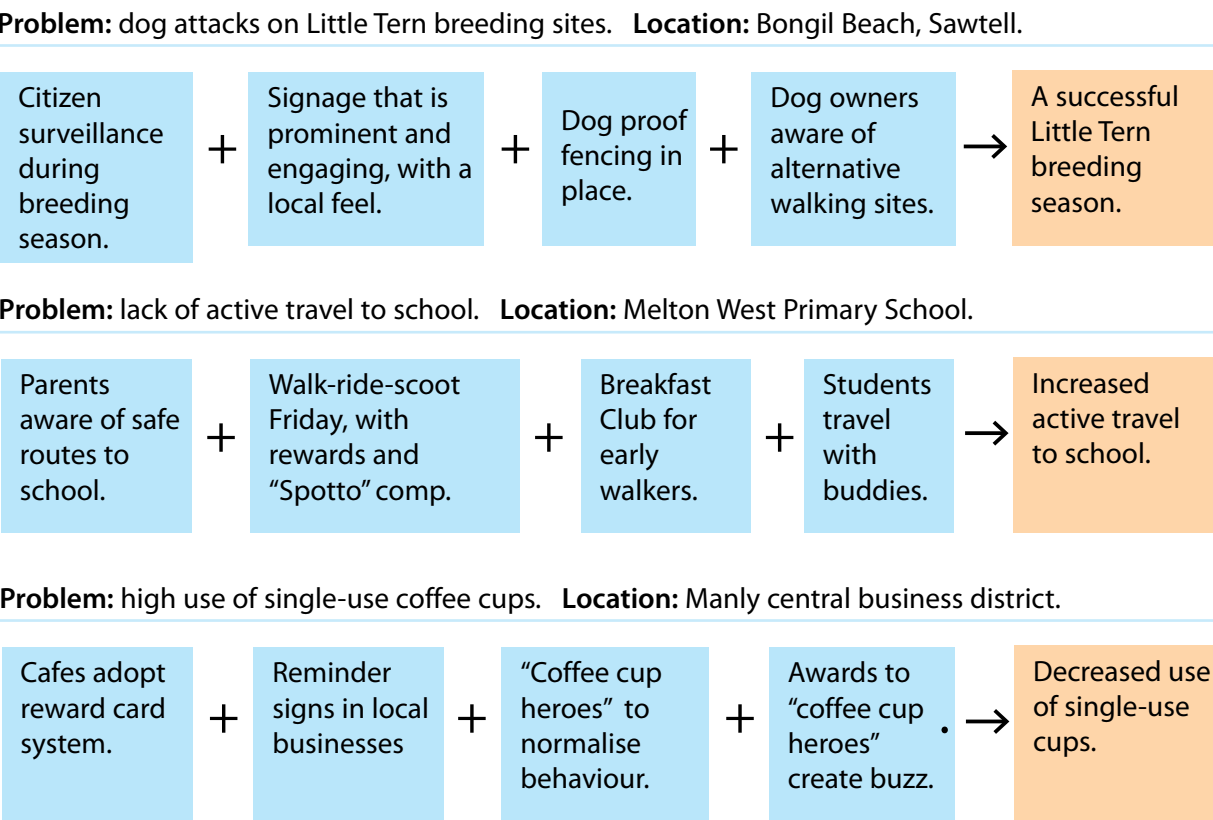 Problem: dog attacks on Little Tern breeding sites. Location: Bongil Beach, Sawtell.
Citizen
surveillance
during
breeding
season.
+
Signage that is
prominent and
engaging, with a
local feel.
+
Dog proof
fencing in
place.
+
Dog owners
aware of
alternative
walking sites.
→
A successful
Little Tern
breeding
season.
Problem: lack of active travel to school. Location: Melton West Primary School.
Parents
aware of safe
routes to
school.
+
Walk-ride-scoot
Friday, with
rewards and
“Spotto” comp.
+
Breakfast
Club for
early
walkers.
+
Students
travel
with
buddies.
→
Increased
active travel
to school.
Problem: high use of single-use coffee cups. Location: Manly central business district.
Cafes adopt
reward card
system.
+
Reminder
signs in local
businesses
+
“Coffee cup
heroes” to
normalise
behaviour.
+
Awards to
“coffee cup
heroes”
create buzz.
.
→
Decreased use
of single-use
cups.